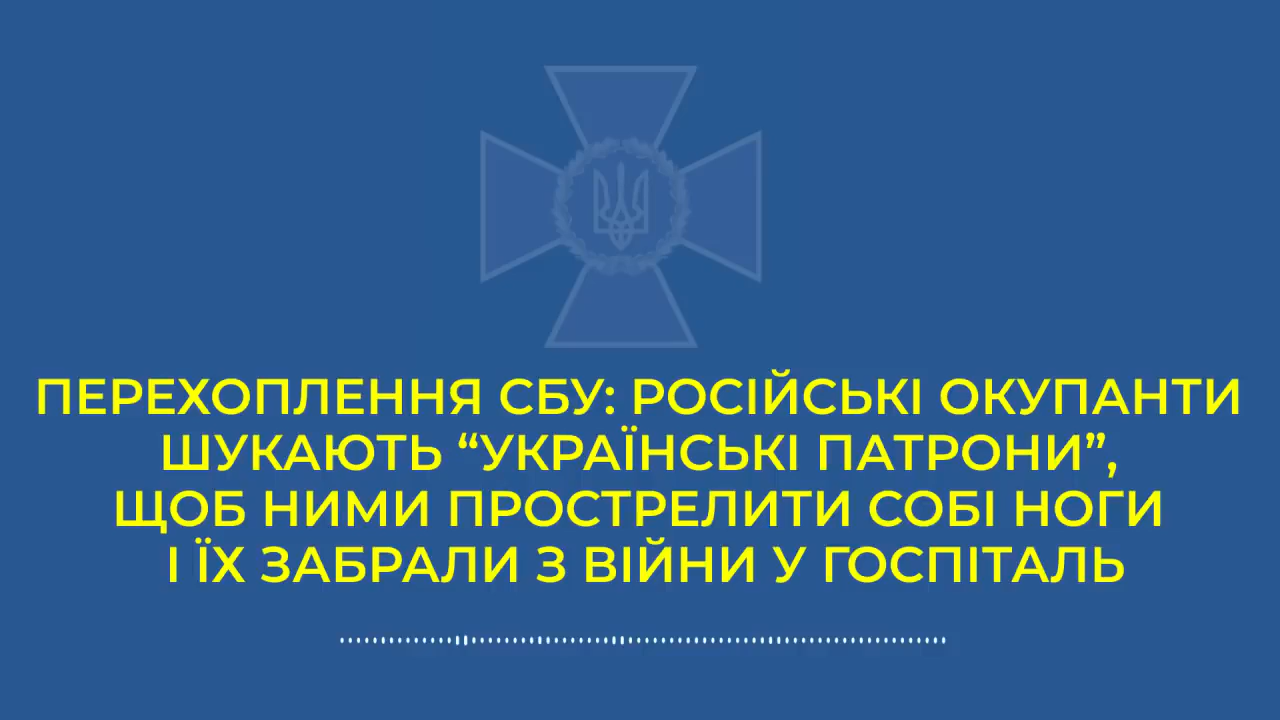 ПЕРЕХОПЛЕННЯ СБУ: РОСІЙСЬКІ ОКУПАНТИ
ШУКАЮТЬ “УКРАЇНСЬКІ ПАТРОНИ”,
ЩОБ НИМИ ПРОСТРЕЛИТИ СОБІ НОГИ
І ЇХ ЗАБРАЛИ З ВІЙНИ У ГОСПІТАЛЬ